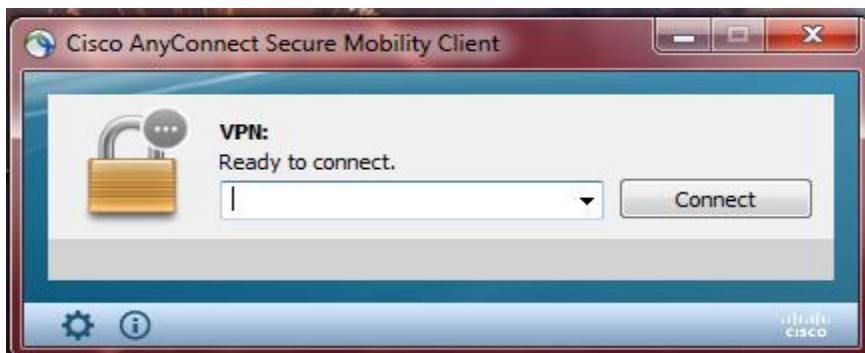 Cisco AnyConnect Secure Mobility Client
VPN:
Ready to connect.
Connect
CISCO